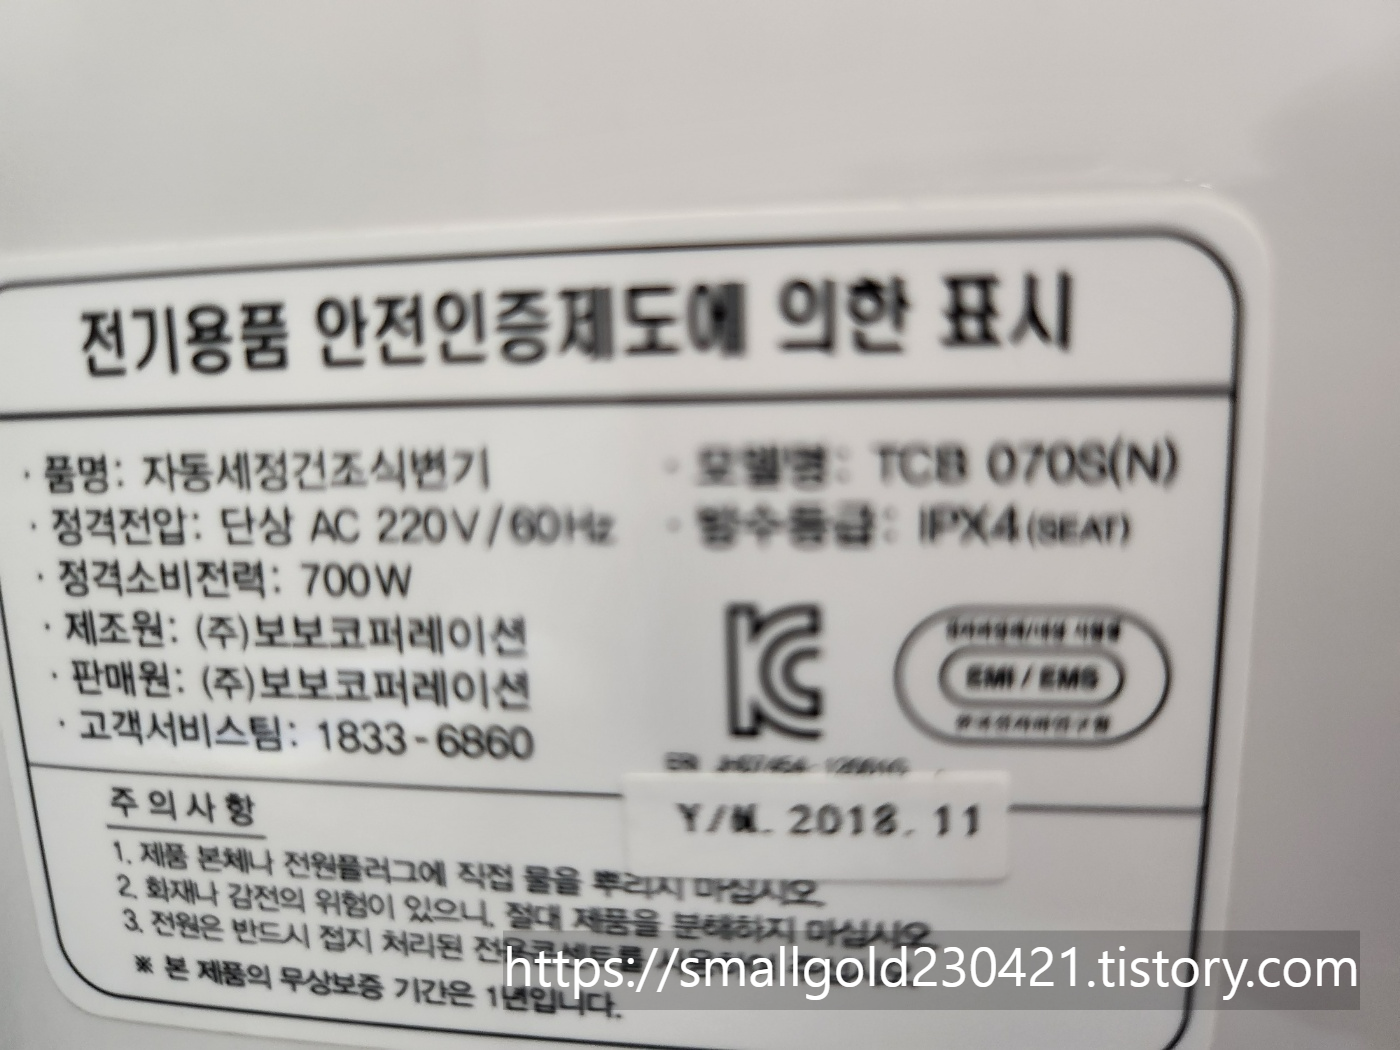 전기용품 안전인증제도에 의한 표시
· 품명: 자동세정건조식변기
· 모델명: TCB 070S(N)
· 정격전압: 단상 AC 220V/60Hz
· 방수등급: IPX4(SEAT)
· 정격소비전력: 700W
· 제조원: (주)보보코퍼레이션
· 판매원: (주)보보코퍼레이션
· 고객서비스팀: 1833-6860
EMI / EMS
Y/M. 2018. 11
주의사항
1. 제품 본체나 전원플러그에 직접 물을 뿌리지 마십시오.
2. 화재나 감전의 위험이 있으니, 절대 제품을 분해하지 마십시오
3. 전원은 반드시 접지 처리된
※ 본 제품의 무상보증 기간은 1년입니다.
https://smallgold230421.tistory.com